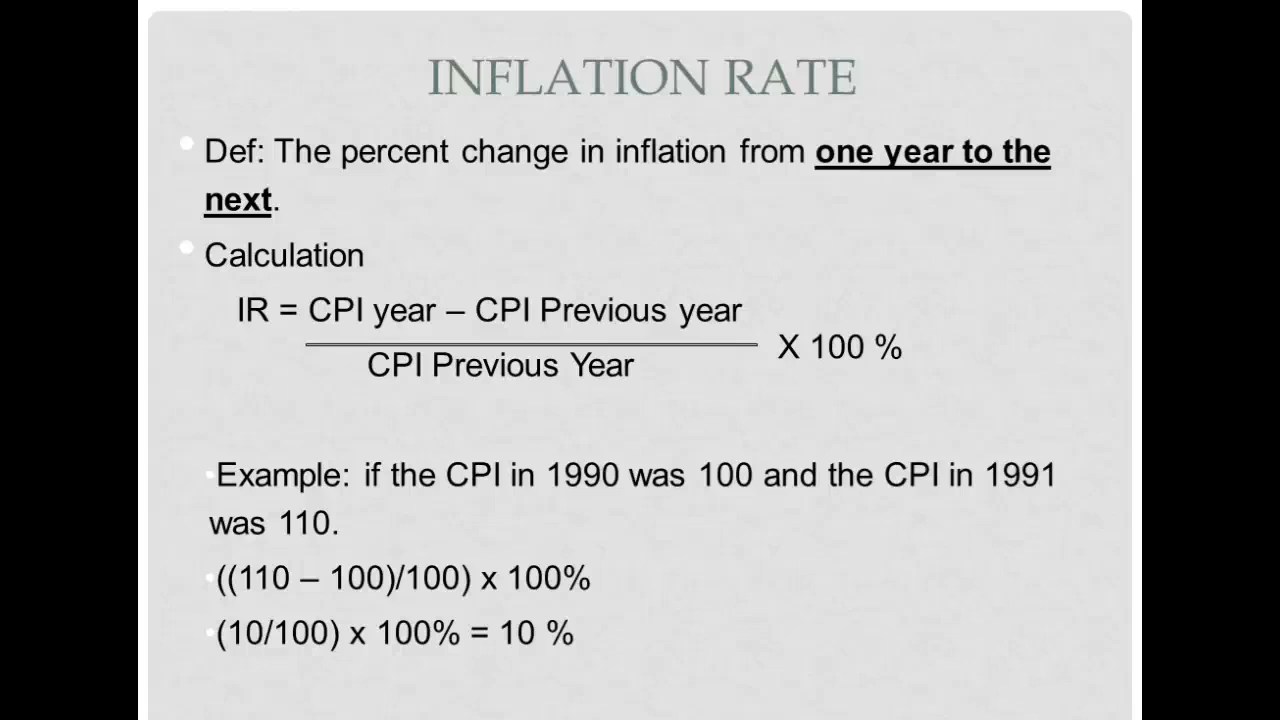 INFLATION RATE
Def: The percent change in inflation from one year to the
next.
Calculation
IR = CPI year – CPI Previous year
X 100 %
CPI Previous Year
Example: if the CPI in 1990 was 100 and the CPI in 1991
was 110.
((110 – 100)/100) x 100%
(10/100) x 100% = 10 %